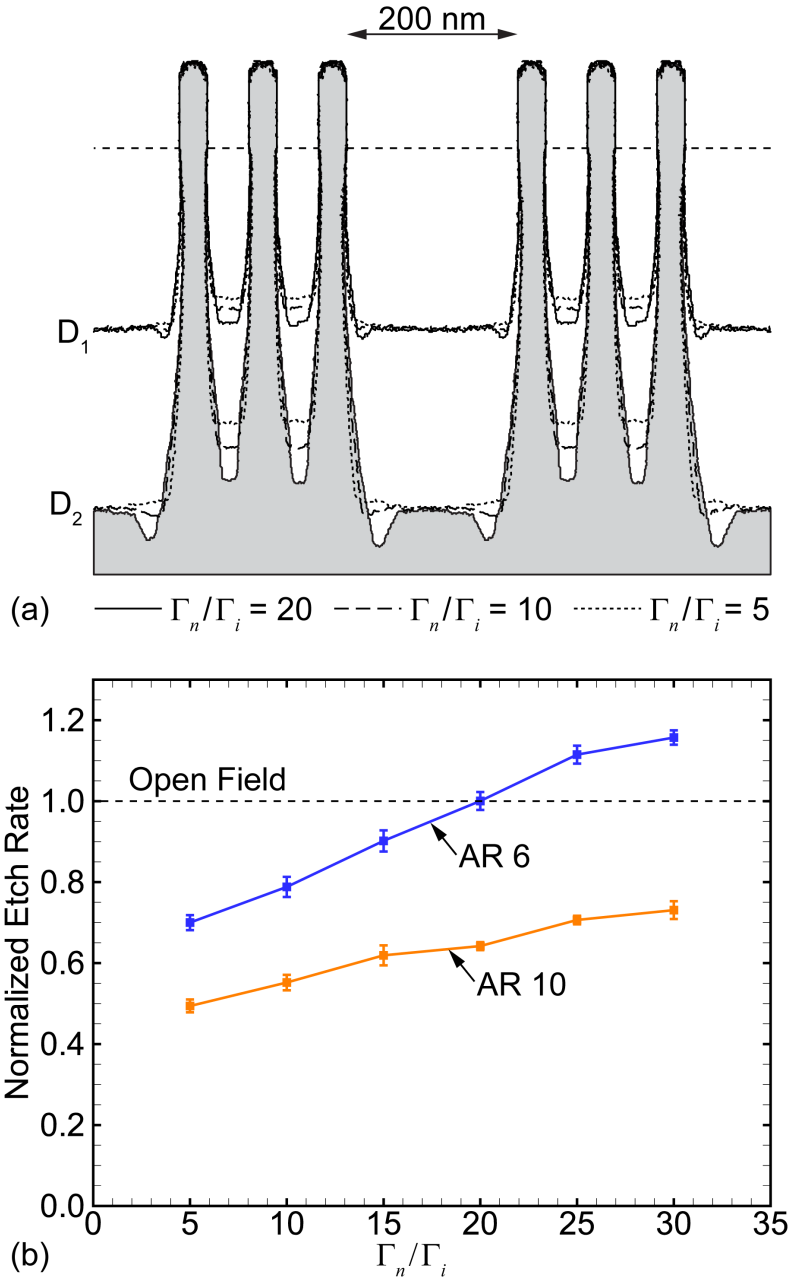 200 nm
D1
D2
(a) Γn/Γi = 20 Γn/Γi = 10 Γn/Γi = 5
Normalized Etch Rate
1.2
1.0
0.8
0.6
0.4
0.2
0.0
Open Field
AR 6
AR 10
0 5 10 15 20 25 30 35
(b) Γn/Γi